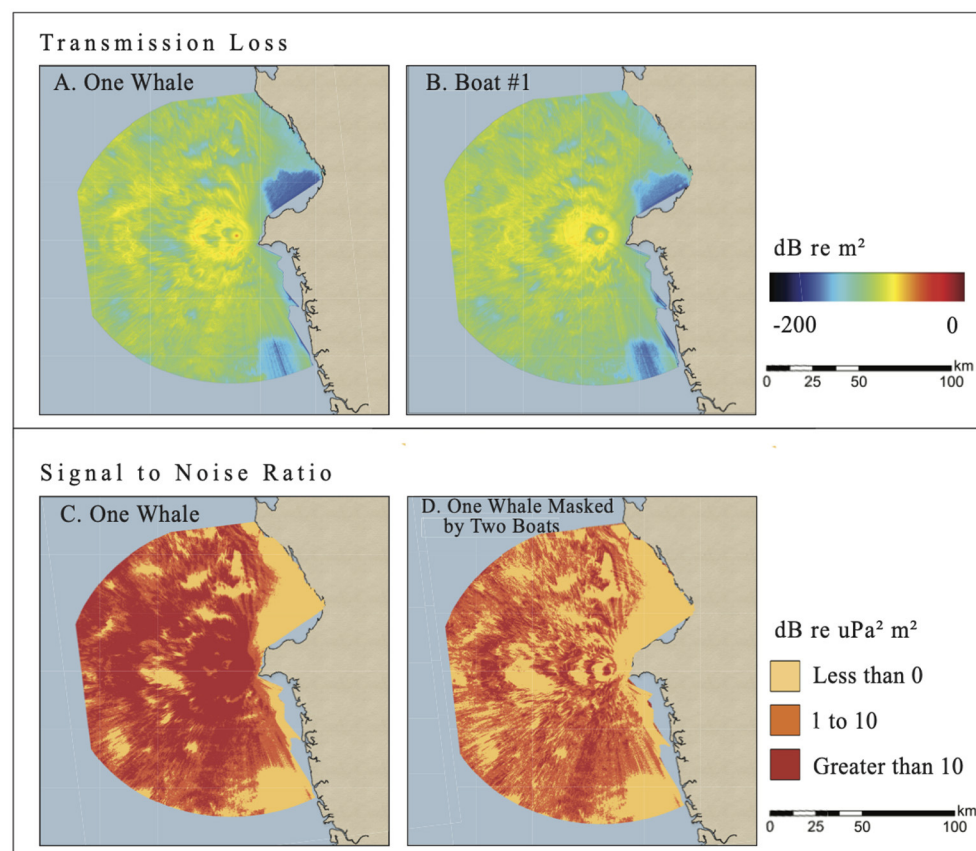 Transmission Loss
A. One Whale
B. Boat #1
dB re m²
-200 0
km
0 25 50 100
Signal to Noise Ratio
C. One Whale
D. One Whale Masked
by Two Boats
dB re uPa² m²
Less than 0
1 to 10
Greater than 10
km
0 25 50 100